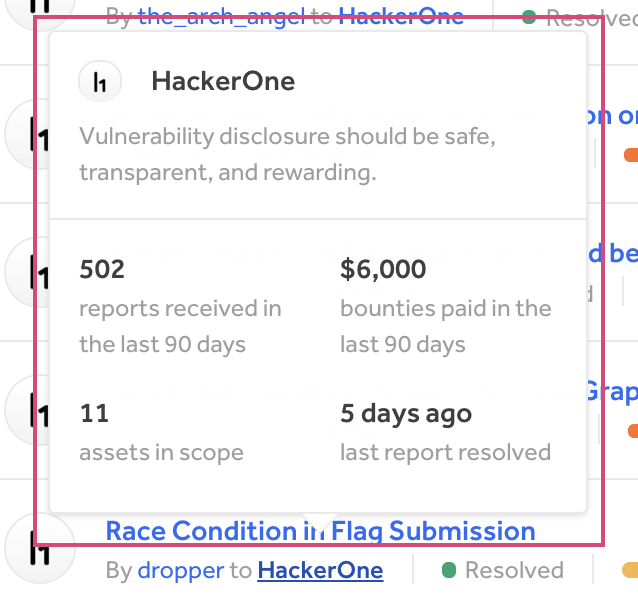 By the_arch_angel to HackerOne
Resolved
h1
HackerOne
Vulnerability disclosure should be safe,
transparent, and rewarding.
on or
d be
d
Grap
502
reports received in
the last 90 days
$6,000
bounties paid in the
last 90 days
11
assets in scope
5 days ago
last report resolved
Race Condition in Flag Submission
By dropper to HackerOne
Resolved